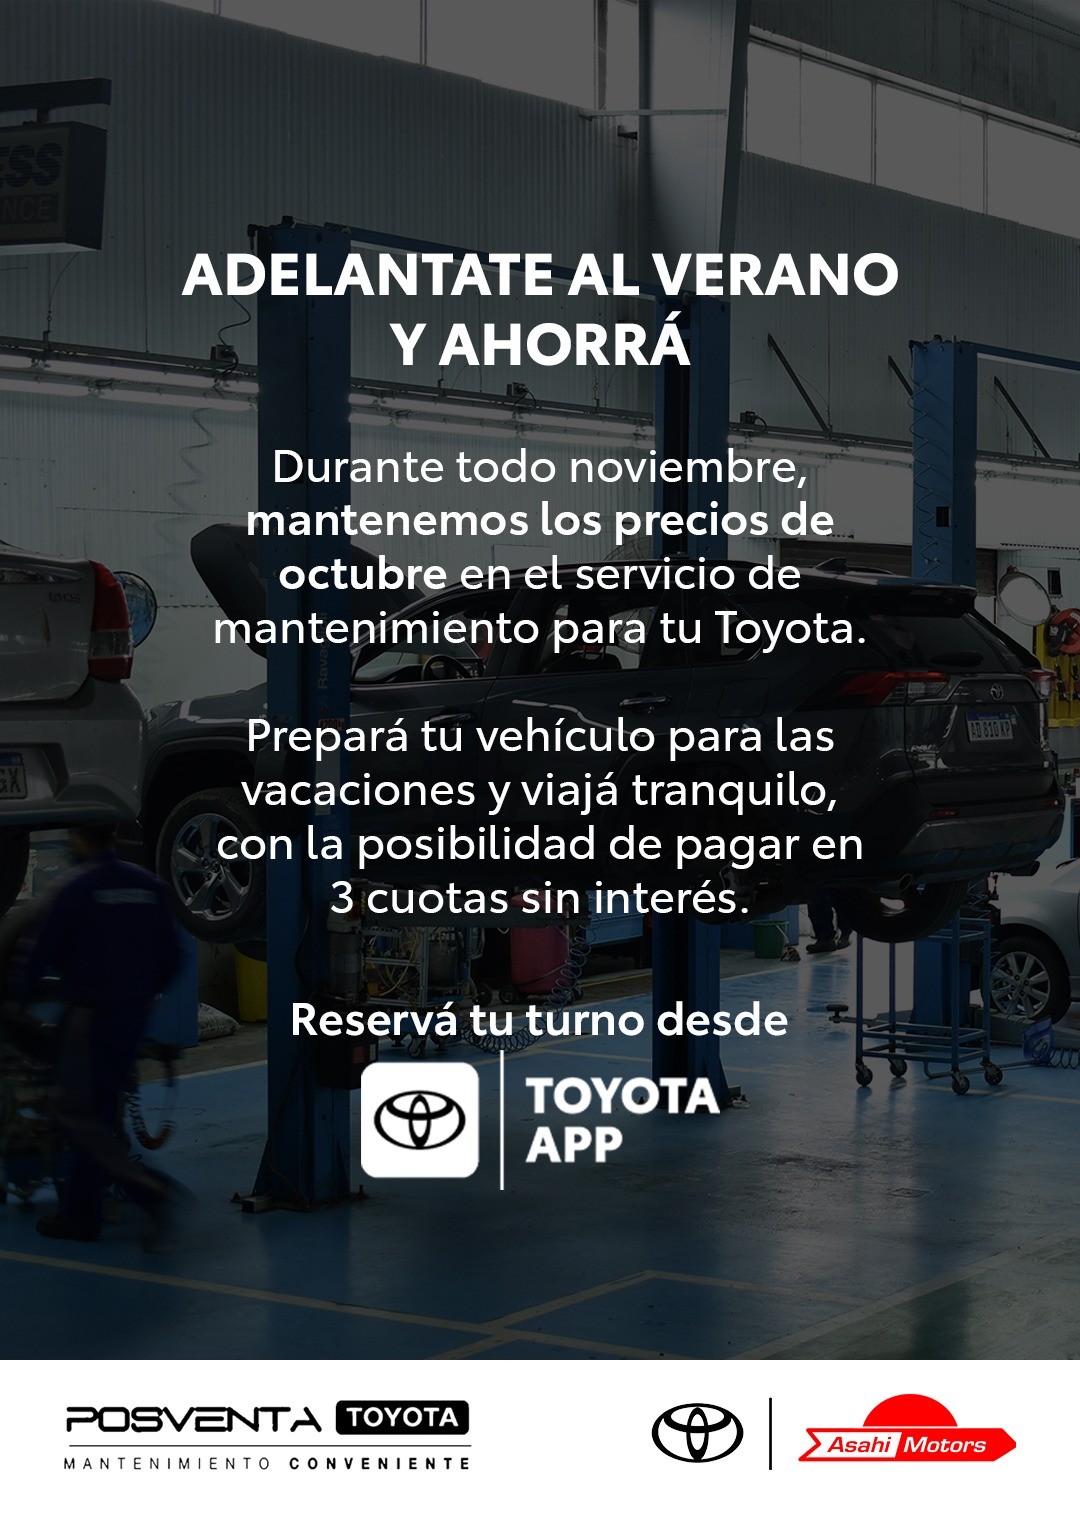 ESS
NCE
ADELANTATE AL VERANO
Y AHORRÁ
Durante todo noviembre,
mantenemos los precios de
octubre en el servicio de
mantenimiento para tu Toyota.
Prepará tu vehículo para las
vacaciones y viajá tranquilo,
con la posibilidad de pagar en
3 cuotas sin interés.
Reservá tu turno desde
TOYOTA
APP
POSVENTA TOYOTA
MANTENIMIENTO CONVENIENTE
Asahi Motors